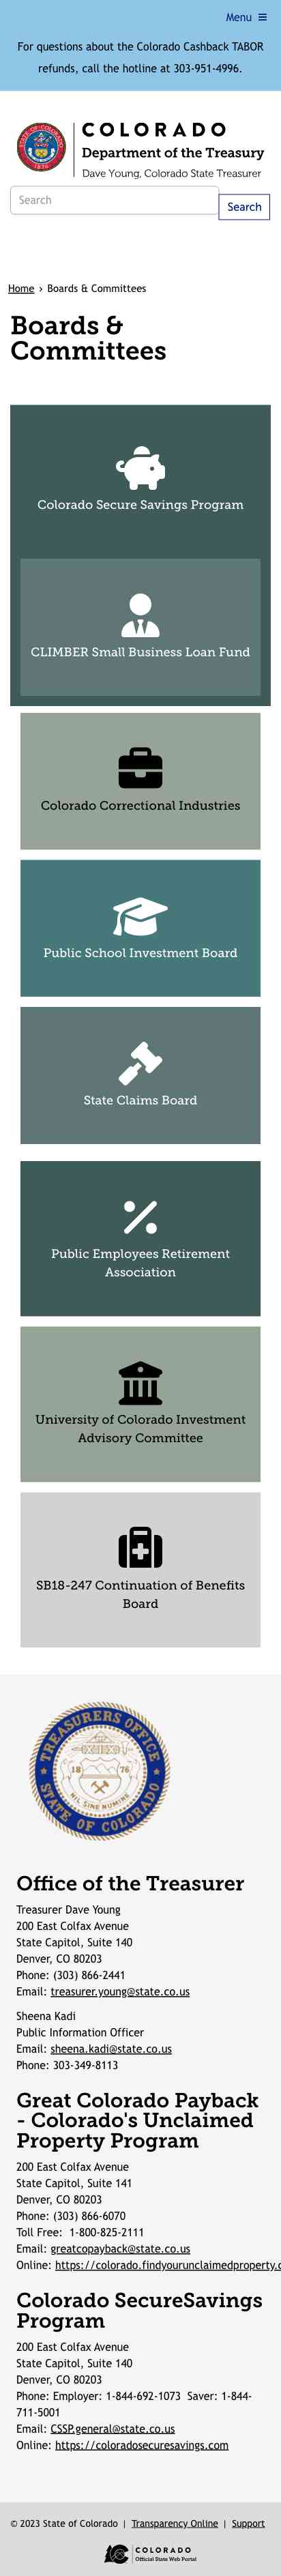 Menu
For questions about the Colorado Cashback TABOR
refunds, call the hotline at 303-951-4996.
COLORADO
Department of the Treasury
Dave Young, Colorado State Treasurer
Search
Search
Home › Boards & Committees
Boards &
Committees
Colorado Secure Savings Program
CLIMBER Small Business Loan Fund
Colorado Correctional Industries
Public School Investment Board
State Claims Board
Public Employees Retirement
Association
University of Colorado Investment
Advisory Committee
SB18-247 Continuation of Benefits
Board
TREASURERS OFFICE
18 76
NIL SINE NUMINE
STATE OF COLORADO
Office of the Treasurer
Treasurer Dave Young
200 East Colfax Avenue
State Capitol, Suite 140
Denver, CO 80203
Phone: (303) 866-2441
Email: treasurer.young@state.co.us
Sheena Kadi
Public Information Officer
Email: sheena.kadi@state.co.us
Phone: 303-349-8113
Great Colorado Payback
- Colorado's Unclaimed
Property Program
200 East Colfax Avenue
State Capitol, Suite 141
Denver, CO 80203
Phone: (303) 866-6070
Toll Free:  1-800-825-2111
Email: greatcopayback@state.co.us
Online: https://colorado.findyourunclaimedproperty.c
Colorado SecureSavings
Program
200 East Colfax Avenue
State Capitol, Suite 140
Denver, CO 80203
Phone: Employer: 1-844-692-1073  Saver: 1-844-
711-5001
Email: CSSP.general@state.co.us
Online: https://coloradosecuresavings.com
© 2023 State of Colorado | Transparency Online | Support
COLORADO
Official State Web Portal